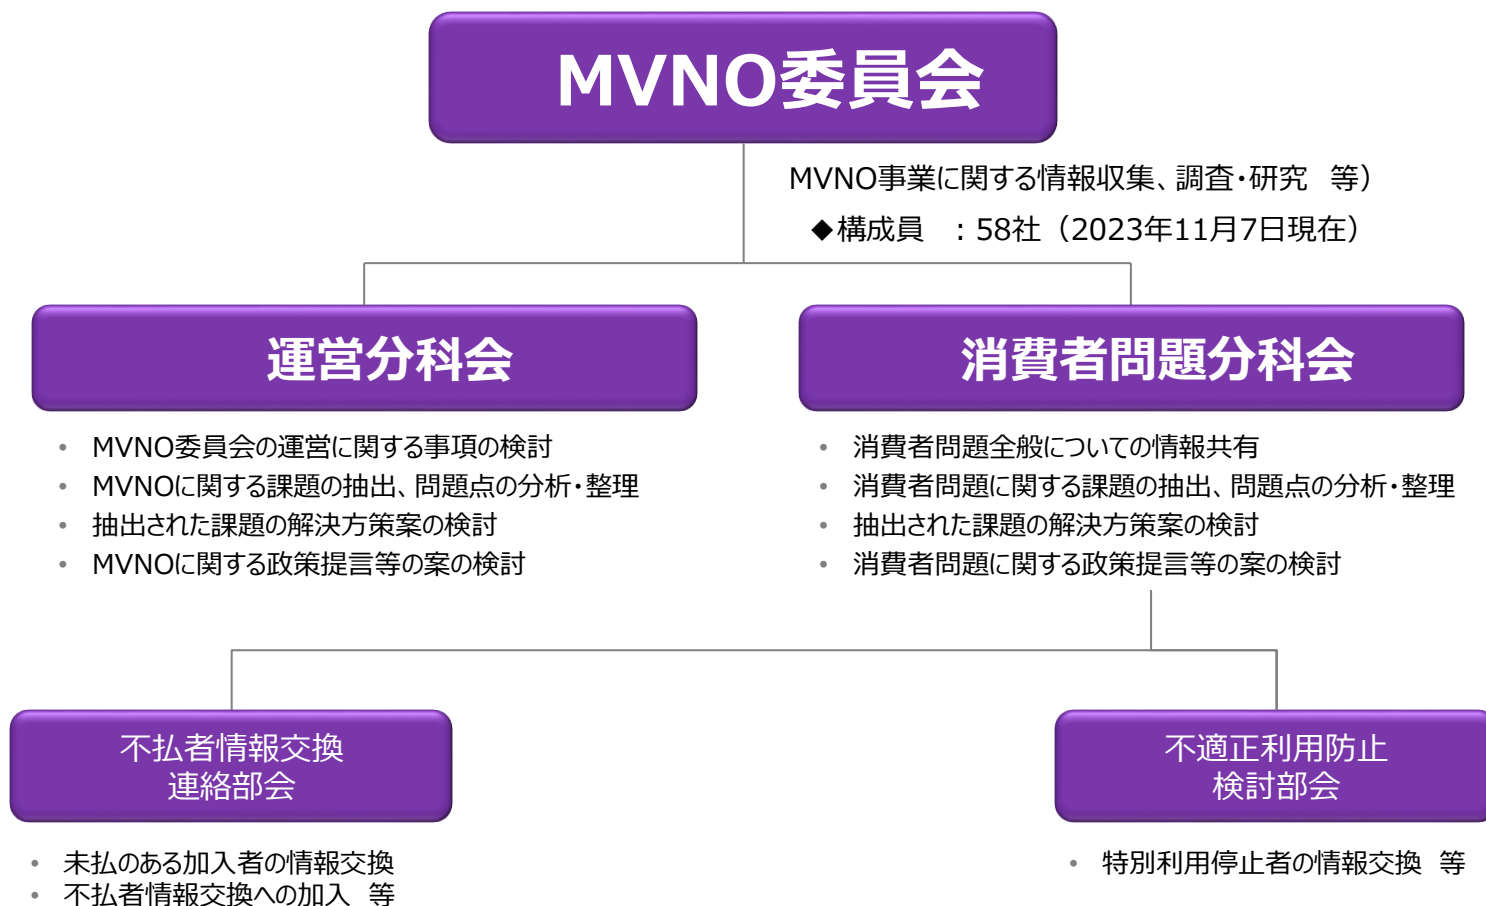 MVNO委員会
MVNO事業に関する情報収集、調査・研究　等）
◆構成員　：58社（2023年11月7日現在）
運営分科会
消費者問題分科会
• MVNO委員会の運営に関する事項の検討
• MVNOに関する課題の抽出、問題点の分析・整理
• 抽出された課題の解決方策案の検討
• MVNOに関する政策提言等の案の検討
• 消費者問題全般についての情報共有
• 消費者問題に関する課題の抽出、問題点の分析・整理
• 抽出された課題の解決方策案の検討
• 消費者問題に関する政策提言等の案の検討
不払者情報交換
連絡部会
不適正利用防止
検討部会
• 未払のある加入者の情報交換
• 不払者情報交換への加入　等
• 特別利用停止者の情報交換　等